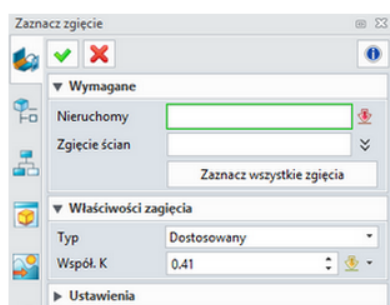 Zaznacz zgięcie
Wymagane
Nieruchomy
Zgięcie ścian
Zaznacz wszystkie zgięcia
Właściwości zagięcia
Typ Dostosowany
Współ. K 0.41
Ustawienia